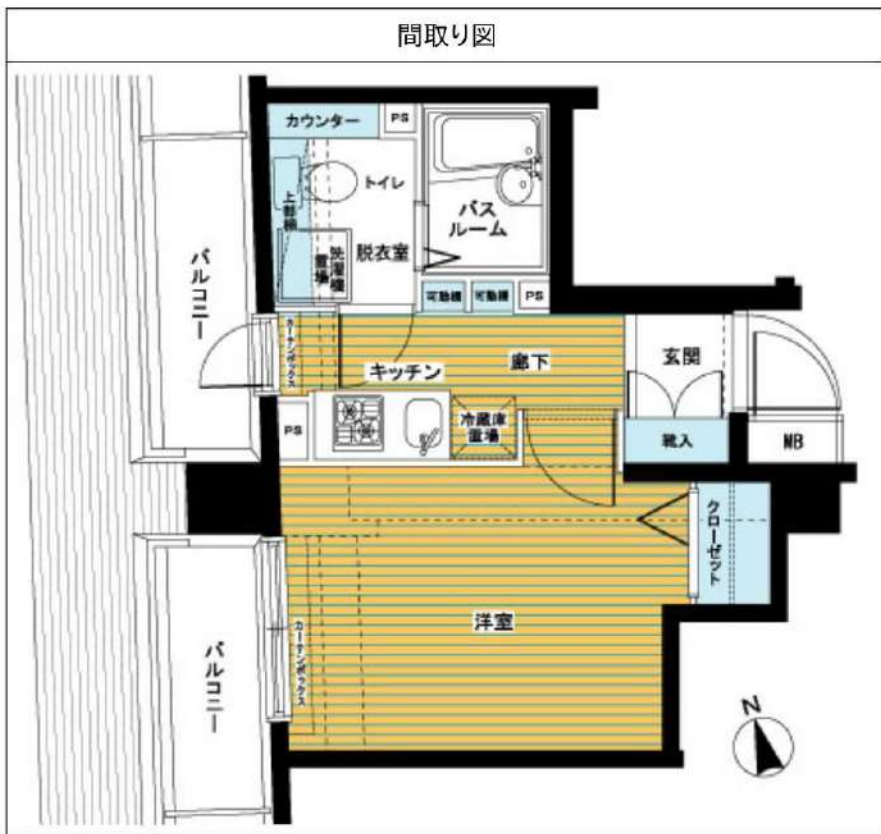 間取り図
カウンター
PS
上部棚
トイレ
バス
ルーム
洗濯機
置場
脱衣室
可動棚
可動棚
PS
バルコニー
カーテンボックス
キッチン
廊下
玄関
PS
冷蔵庫
置場
靴入
MB
クローゼット
洋室
カーテンボックス
バルコニー
N